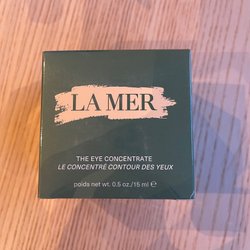 LA MER
THE EYE CONCENTRATE
LE CONCENTRÉ CONTOUR DES YEUX
poids net wt. 0.5 oz./15 ml ℮